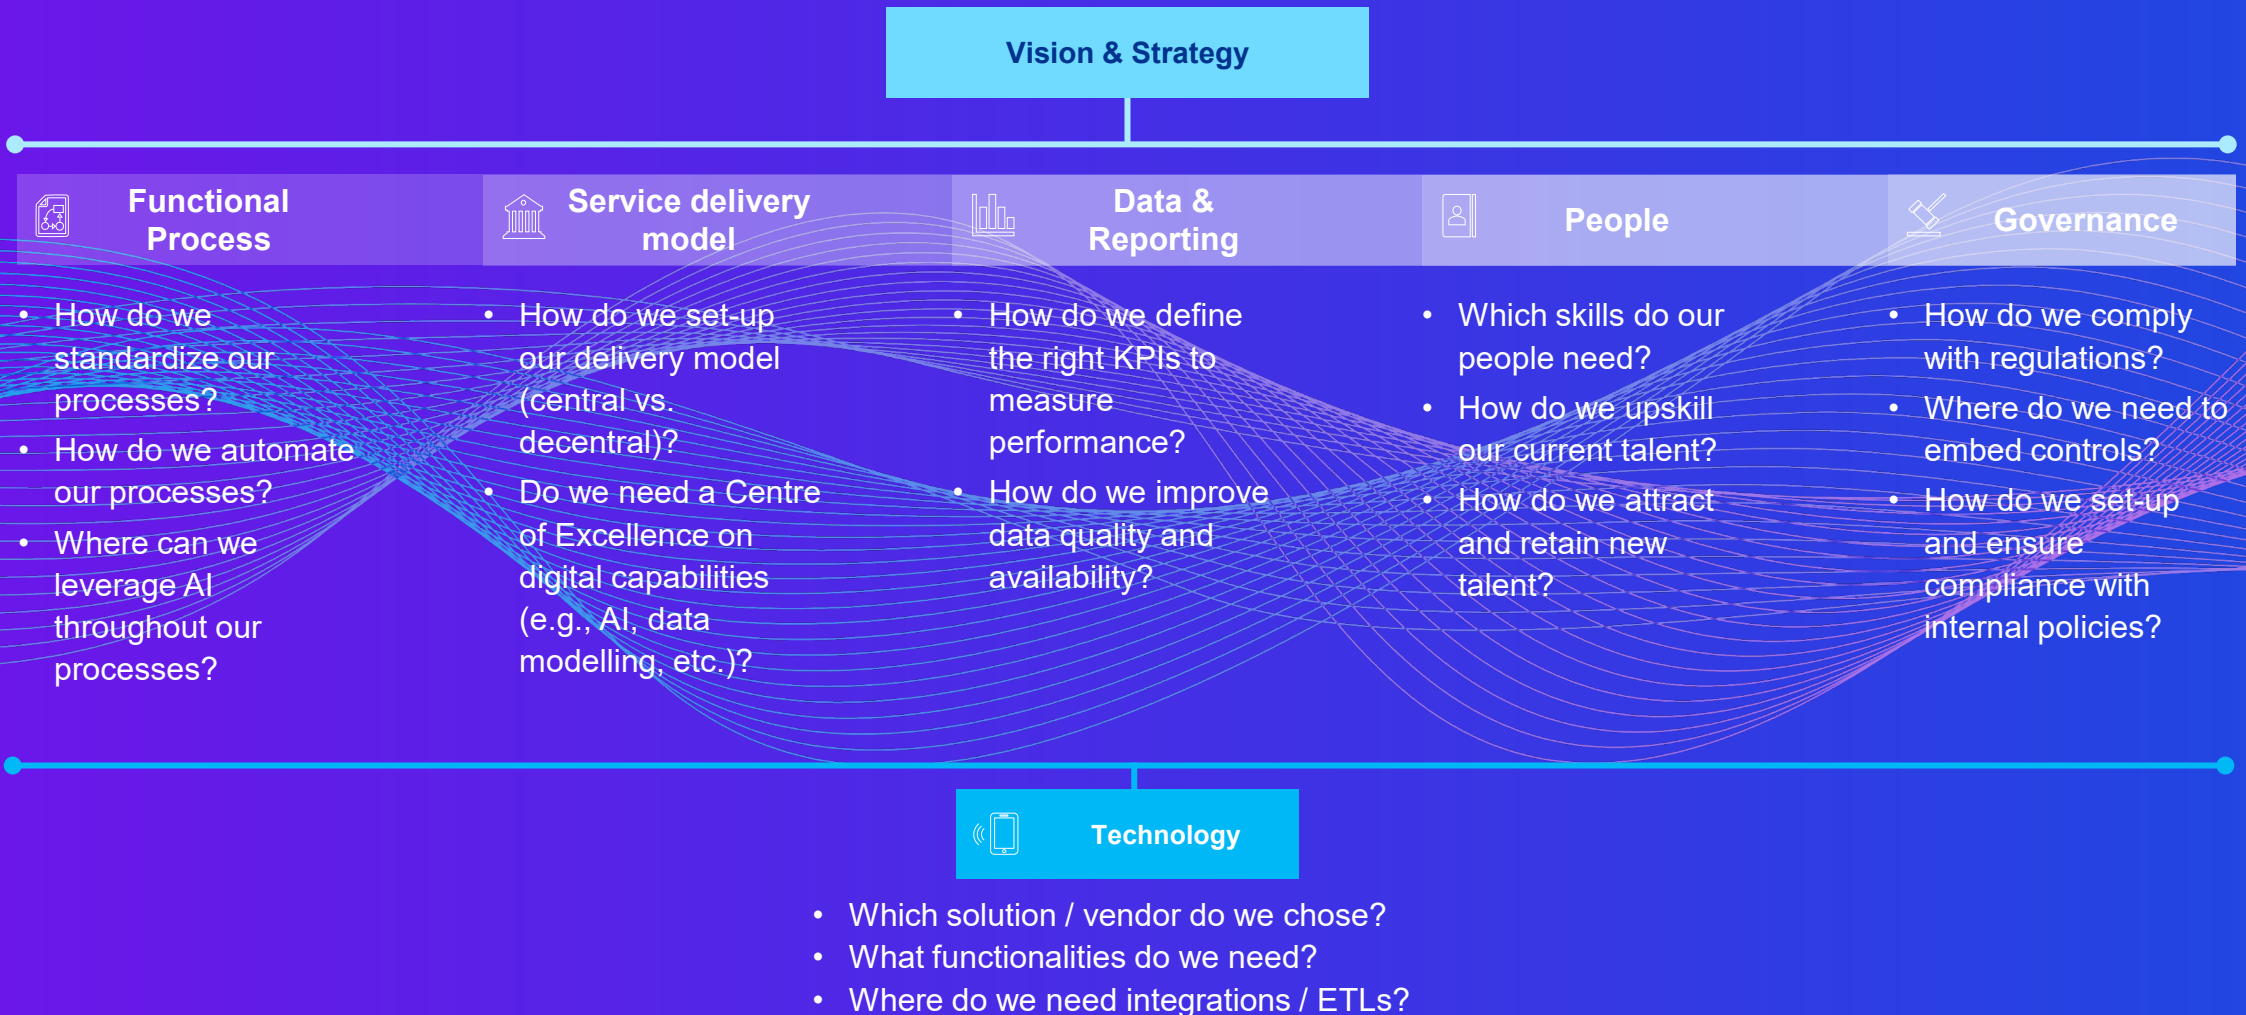 Vision & Strategy
Functional
Process
• How do we
standardize our
processes?
• How do we automate
our processes?
• Where can we
leverage AI
throughout our
processes?
Service delivery
model
• How do we set-up
our delivery model
(central vs.
decentral)?
• Do we need a Centre
of Excellence on
digital capabilities
(e.g., AI, data
modelling, etc.)?
Data &
Reporting
• How do we define
the right KPIs to
measure
performance?
• How do we improve
data quality and
availability?
People
• Which skills do our
people need?
• How do we upskill
our current talent?
• How do we attract
and retain new
talent?
Governance
• How do we comply
with regulations?
• Where do we need to
embed controls?
• How do we set-up
and ensure
compliance with
internal policies?
Technology
• Which solution / vendor do we chose?
• What functionalities do we need?
• Where do we need integrations / ETLs?